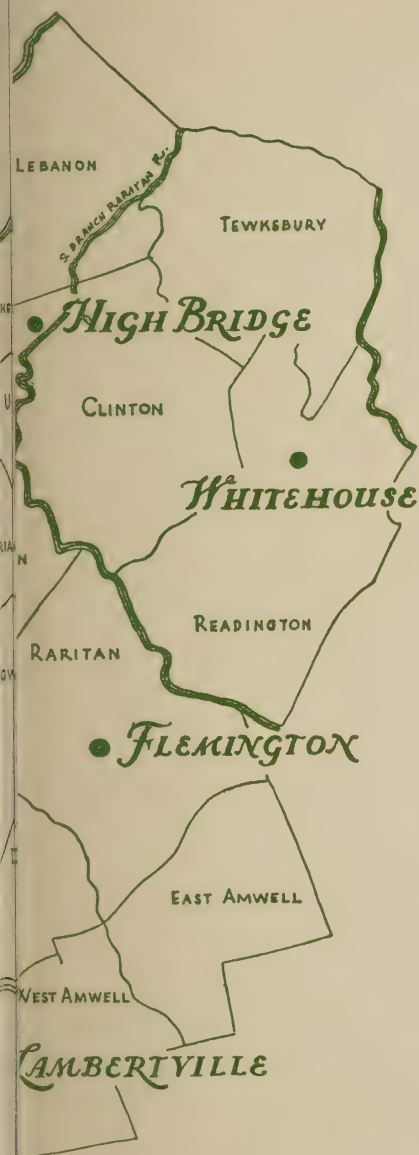 LEBANON
S. BRANCH RARITAN R.
TEWKSBURY
HIGH BRIDGE
CLINTON
WHITEHOUSE
READINGTON
RARITAN
FLEMINGTON
EAST AMWELL
WEST AMWELL
LAMBERTVILLE